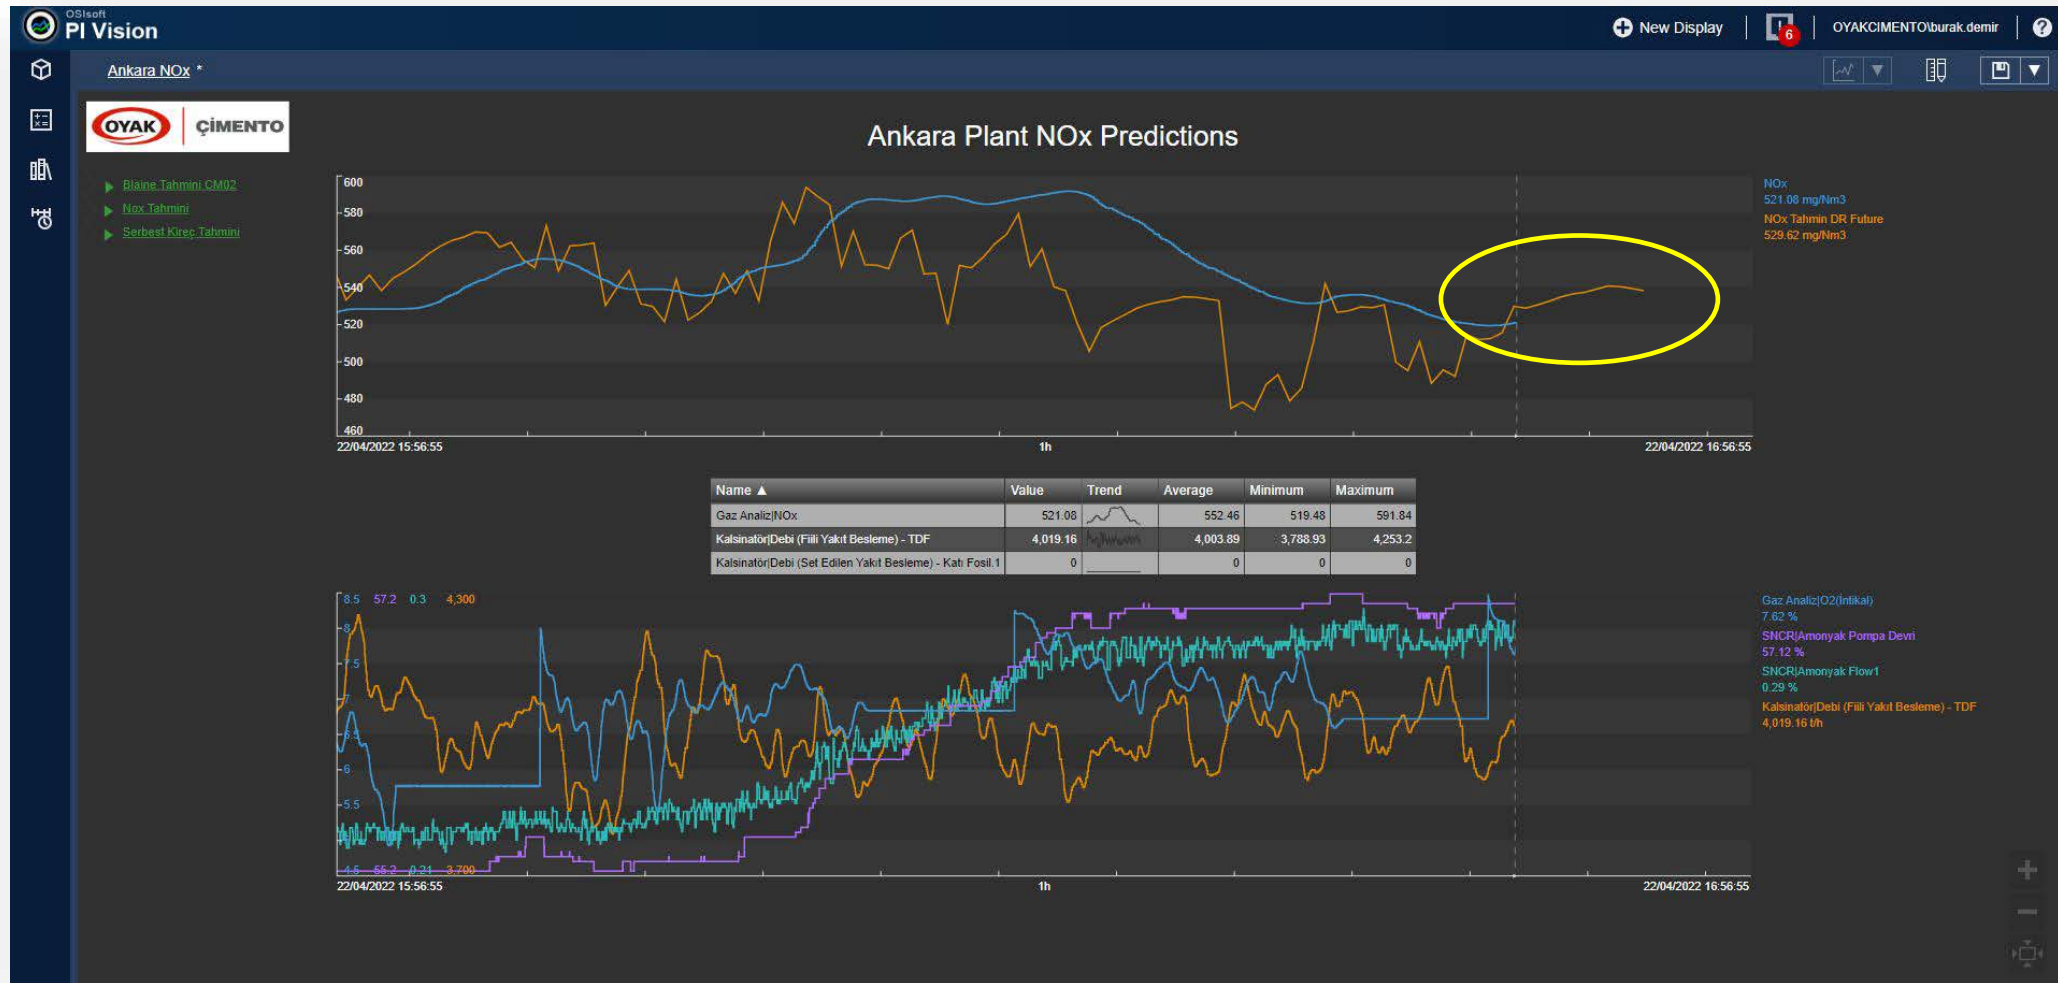 OSIsoft
PI Vision
New Display
6
OYAKCIMENTO\burak.demir
?
Ankara NOx *
OYAK ÇİMENTO
Ankara Plant NOx Predictions
Blaine Tahmini CM02
Nox Tahmini
Serbest Kireç Tahmini
600
580
560
540
520
500
480
460
22/04/2022 15:56:55
1h
22/04/2022 16:56:55
NOx
521.08 mg/Nm3
NOx Tahmin DR Future
529.62 mg/Nm3
Name ▲ Value Trend Average Minimum Maximum
Gaz Analiz|NOx 521.08 552.46 519.48 591.84
Kalsinatör|Debi (Fiili Yakıt Besleme) - TDF 4,019.16 4,003.89 3,788.93 4,253.2
Kalsinatör|Debi (Set Edilen Yakıt Besleme) - Katı Fosil.1 0 0 0 0
8.5 57.2 0.3 4,300
8
7.5
7
6.5
6
5.5
4.5 55.2 0.21 3,700
22/04/2022 15:56:55
1h
22/04/2022 16:56:55
Gaz Analiz|O2(İntikal)
7.62 %
SNCR|Amonyak Pompa Devri
57.12 %
SNCR|Amonyak Flow1
0.29 %
Kalsinatör|Debi (Fiili Yakıt Besleme) - TDF
4,019.16 t/h